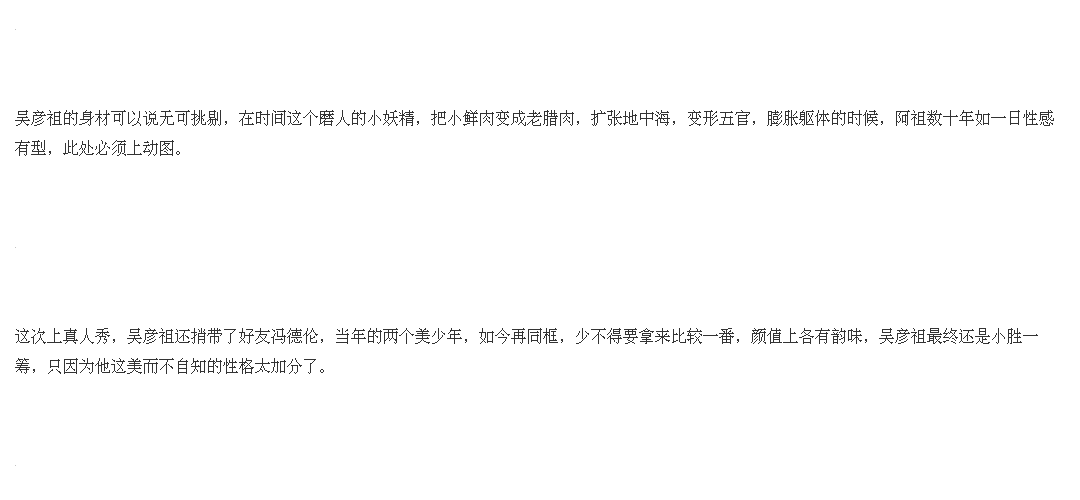 吴彦祖的身材可以说无可挑剔，在时间这个磨人的小妖精，把小鲜肉变成老腊肉，扩张地中海，变形五官，膨胀躯体的时候，阿祖数十年如一日性感
有型，此处必须上动图。
这次上真人秀，吴彦祖还捎带了好友冯德伦，当年的两个美少年，如今再同框，少不得要拿来比较一番，颜值上各有韵味，吴彦祖最终还是小胜一
筹，只因为他这美而不自知的性格太加分了。